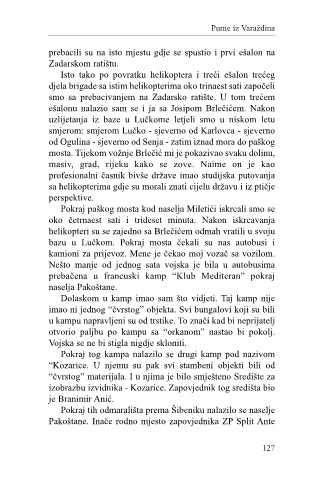 Pume iz Varaždina
prebacili su na isto mjestu gdje se spustio i prvi ešalon na
Zadarskom ratištu.
Isto tako po povratku helikoptera i treći ešalon trećeg
djela brigade sa istim helikopterima oko trinaest sati započeli
smo sa prebacivanjem na Zadarsko ratište. U tom trećem
ešalonu nalazio sam se i ja sa Josipom Brlečićem. Nakon
uzlijetanja iz baze u Lučkome letjeli smo u niskom letu
smjerom: smjerom Lučko - sjeverno od Karlovca - sjeverno
od Ogulina - sjeverno od Senja - zatim iznad mora do paškog
mosta. Tijekom vožnje Brlečić mi je pokazivao svaku dolinu,
masiv, grad, rijeku kako se zove. Naime on je kao
profesionalni časnik bivše države imao studijska putovanja
sa helikopterima gdje su morali znati cijelu državu i iz ptičje
perspektive.
Pokraj paškog mosta kod naselja Miletići iskrcali smo se
oko četrnaest sati i trideset minuta. Nakon iskrcavanja
helikopteri su se zajedno sa Brlečićem odmah vratili u svoju
bazu u Lučkom. Pokraj mosta čekali su nas autobusi i
kamioni za prijevoz. Mene je čekao moj vozač sa vozilom.
Nešto manje od jednog sata vojska je bila u autobusima
prebačena u francuski kamp “Klub Mediteran” pokraj
naselja Pakoštane.
Dolaskom u kamp imao sam što vidjeti. Taj kamp nije
imao ni jednog “čvrstog” objekta. Svi bungalovi koji su bili
u kampu napravljeni su od trstike. To znači kad bi neprijatelj
otvorio paljbu po kampu sa “orkanom” nastao bi pokolj.
Vojska se ne bi stigla nigdje skloniti.
Pokraj tog kampa nalazilo se drugi kamp pod nazivom
“Kozarice. U njemu su pak svi stambeni objekti bili od
“čvrstog” materijala. I u njima je bilo smješteno Središte za
izobrazbu izvidnika - Kozarice. Zapovjednik tog središta bio
je Branimir Anić.
Pokraj tih odmarališta prema Šibeniku nalazilo se naselje
Pakoštane. Inače rodno mjesto zapovjednika ZP Split Ante
127